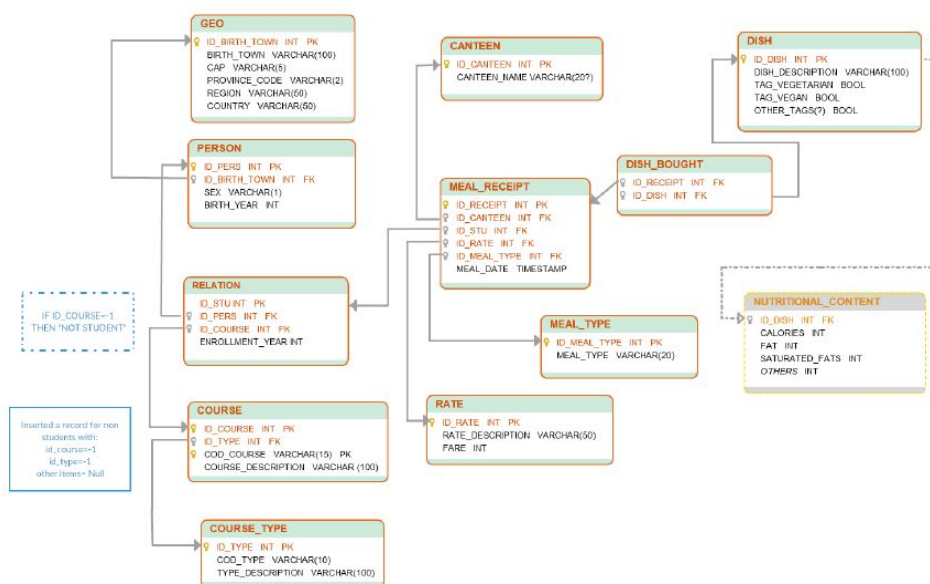 GEO
ID_BIRTH_TOWN INT PK
BIRTH_TOWN VARCHAR(100)
CAP VARCHAR(5)
PROVINCE_CODE VARCHAR(2)
REGION VARCHAR(50)
COUNTRY VARCHAR(50)
CANTEEN
ID_CANTEEN INT PK
CANTEEN_NAME VARCHAR(20?)
DISH
ID_DISH INT PK
DISH_DESCRIPTION VARCHAR(100)
TAG_VEGETARIAN BOOL
TAG_VEGAN BOOL
OTHER_TAGS(?) BOOL
PERSON
ID_PERS INT PK
ID_BIRTH_TOWN INT FK
SEX VARCHAR(1)
BIRTH_YEAR INT
MEAL_RECEIPT
ID_RECEIPT INT PK
ID_CANTEEN INT FK
ID_STU INT FK
ID_RATE INT FK
ID_MEAL_TYPE INT FK
MEAL_DATE TIMESTAMP
DISH_BOUGHT
ID_RECEIPT INT FK
ID_DISH INT FK
IF ID_COURSE=-1
THEN "NOT STUDENT"
RELATION
ID_STU INT PK
ID_PERS INT FK
ID_COURSE INT FK
ENROLLMENT_YEAR INT
MEAL_TYPE
ID_MEAL_TYPE INT PK
MEAL_TYPE VARCHAR(20)
NUTRITIONAL_CONTENT
ID_DISH INT FK
CALORIES INT
FAT INT
SATURATED_FATS INT
OTHERS INT
Inserted a record for non
students with:
id_course=-1
id_type=-1
other items= Null
COURSE
ID_COURSE INT PK
ID_TYPE INT FK
COD_COURSE VARCHAR(15) PK
COURSE_DESCRIPTION VARCHAR (100)
RATE
ID_RATE INT PK
RATE_DESCRIPTION VARCHAR(50)
FARE INT
COURSE_TYPE
ID_TYPE INT PK
COD_TYPE VARCHAR(10)
TYPE_DESCRIPTION VARCHAR(100)